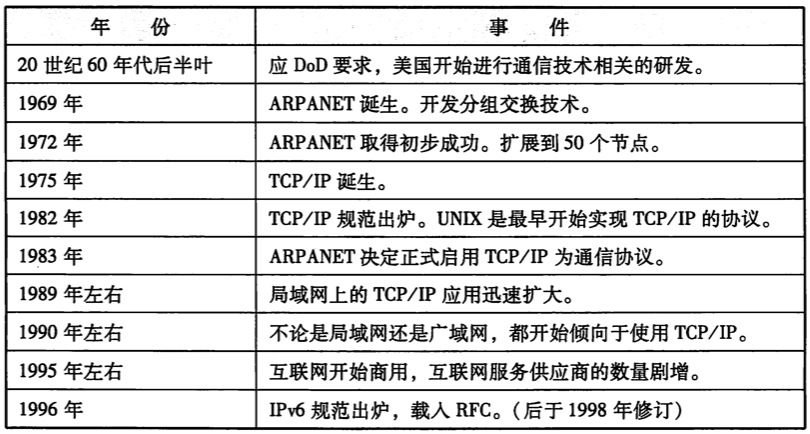 年 份 事 件
20 世纪 60 年代后半叶 应 DoD 要求，美国开始进行通信技术相关的研发。
1969 年 ARPANET 诞生。开发分组交换技术。
1972 年 ARPANET 取得初步成功。扩展到 50 个节点。
1975 年 TCP/IP 诞生。
1982 年 TCP/IP 规范出炉。UNIX 是最早开始实现 TCP/IP 的协议。
1983 年 ARPANET 决定正式启用 TCP/IP 为通信协议。
1989 年左右 局域网上的 TCP/IP 应用迅速扩大。
1990 年左右 不论是局域网还是广域网，都开始倾向于使用 TCP/IP。
1995 年左右 互联网开始商用，互联网服务供应商的数量剧增。
1996 年 IPv6 规范出炉，载入 RFC。（后于 1998 年修订）